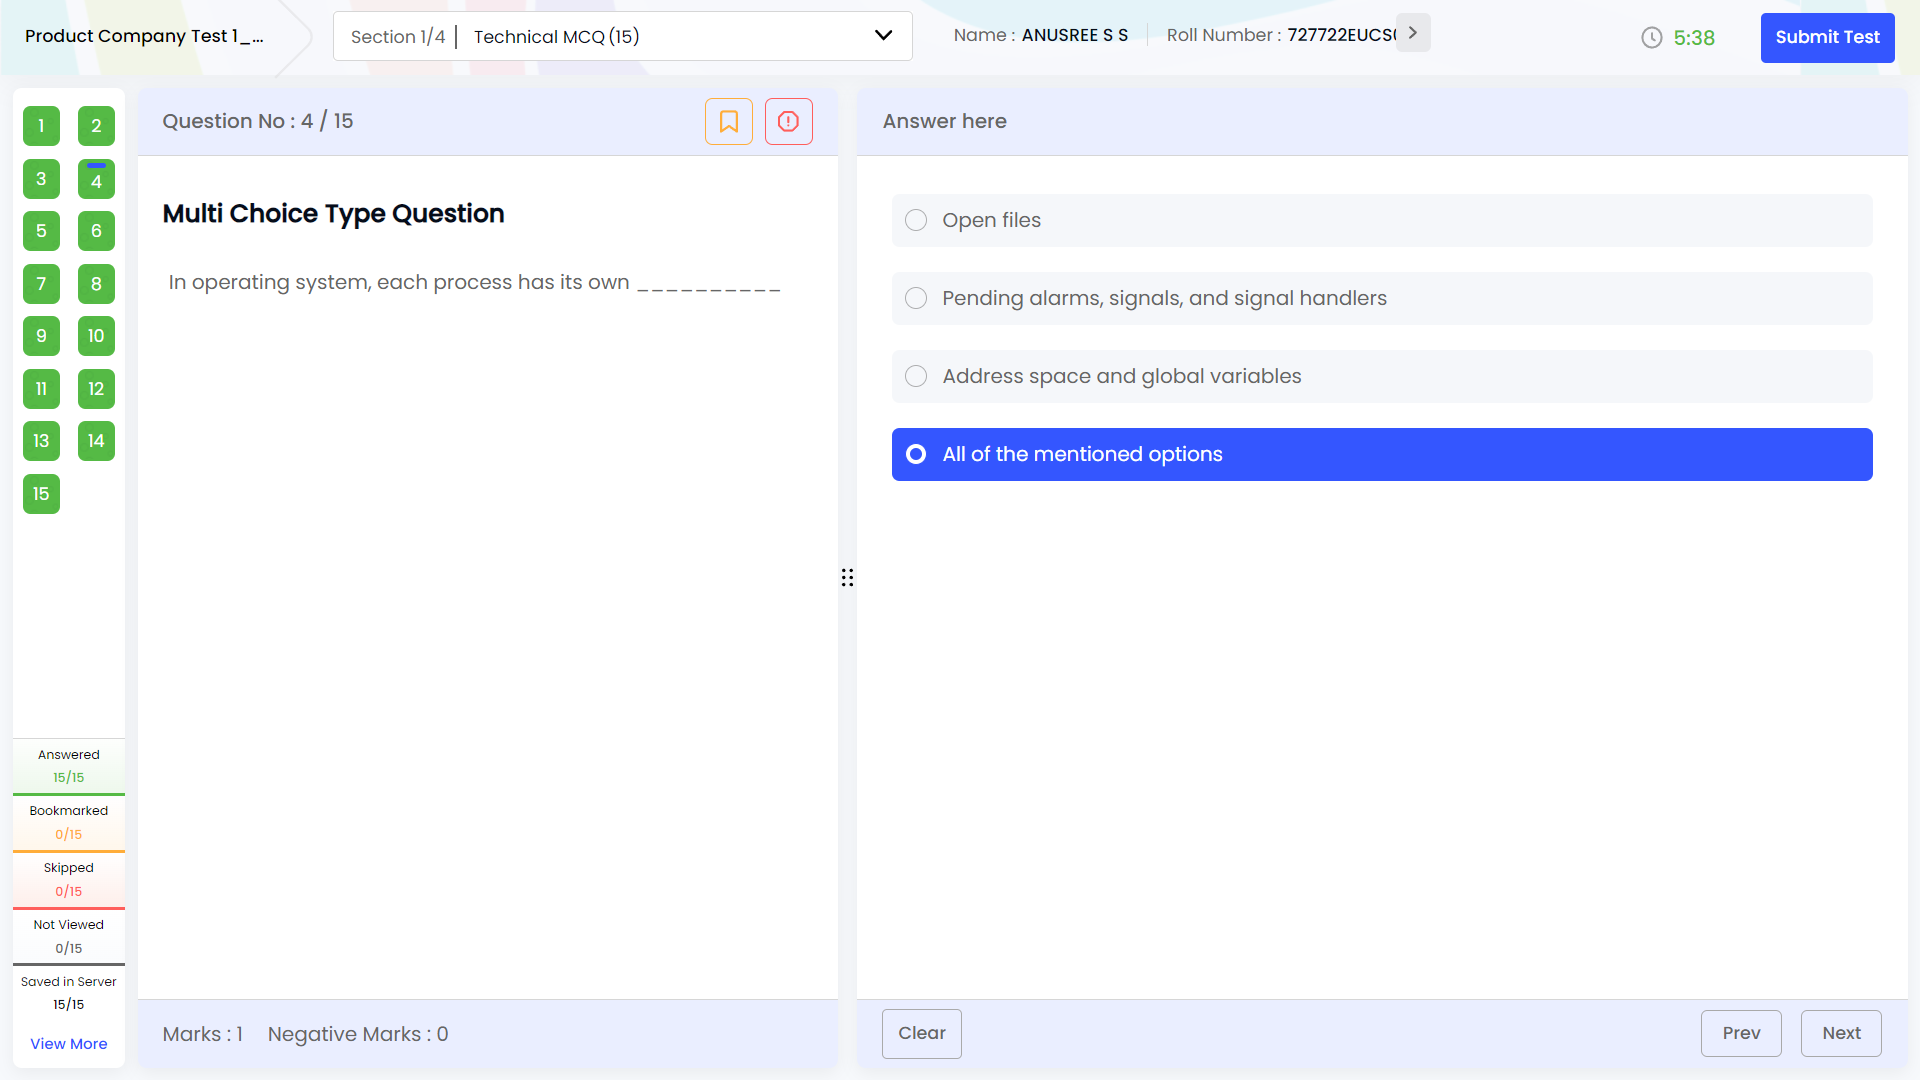 Product Company Test 1_...
Section 1/4 | Technical MCQ (15)
Name : ANUSREE S S
Roll Number : 727722EUCS
5:38
Submit Test
1 2
3 4
5 6
7 8
9 10
11 12
13 14
15
Answered
15/15
Bookmarked
0/15
Skipped
0/15
Not Viewed
0/15
Saved in Server
15/15
View More
Question No : 4 / 15
Multi Choice Type Question
In operating system, each process has its own __________
Marks : 1 Negative Marks : 0
Answer here
Open files
Pending alarms, signals, and signal handlers
Address space and global variables
All of the mentioned options
Clear
Prev
Next